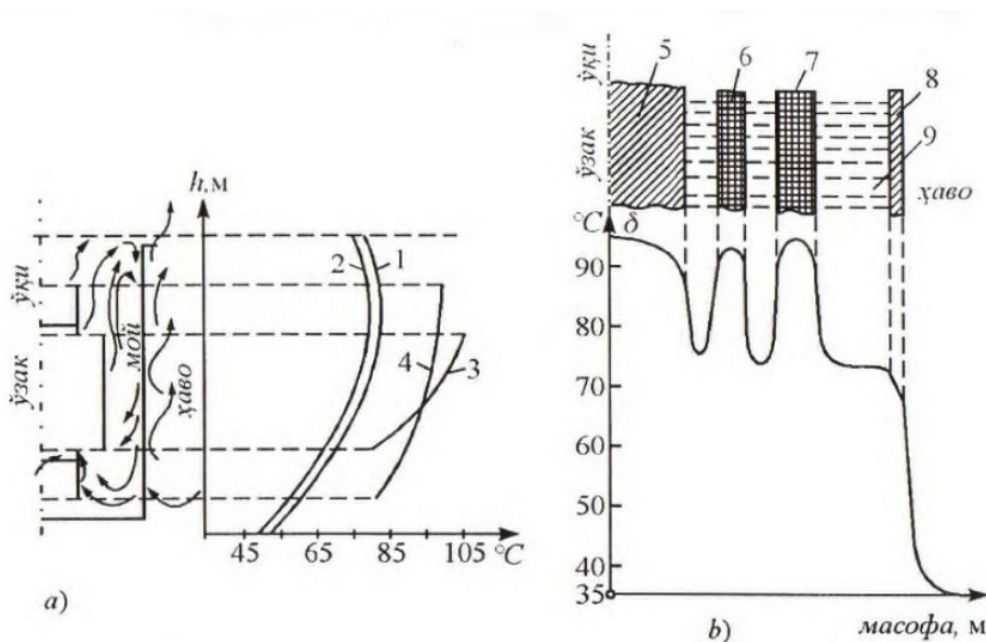 ўқи
ўзак
мой
ҳаво
h,м
2 1
4 3
45 65 85 105 °C
a)
ўқи
ўзак
5 6 7 8
9
ҳаво
°C δ
90
80
70
60
50
40
35
масофа, м
b)